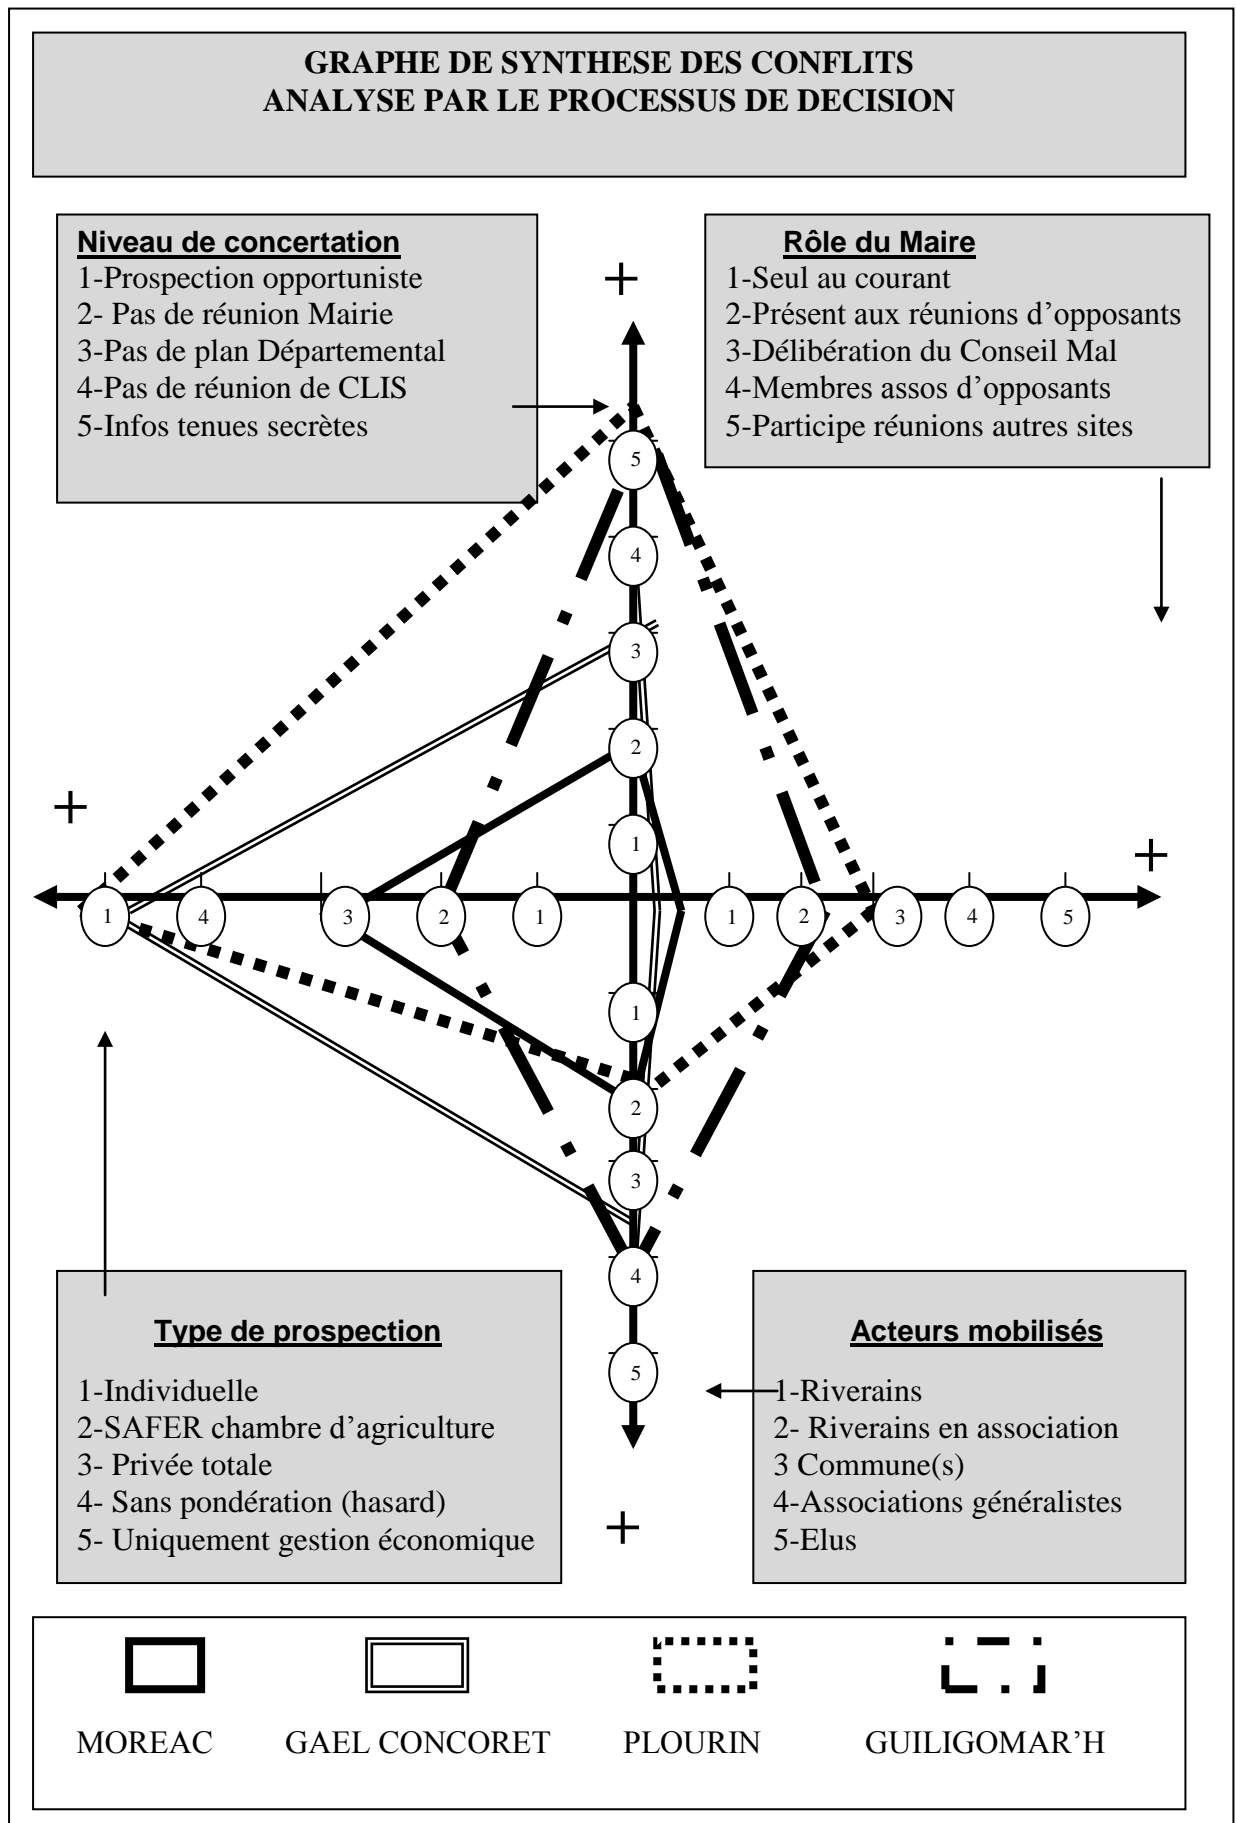 GRAPHE DE SYNTHESE DES CONFLITS
ANALYSE PAR LE PROCESSUS DE DECISION
Niveau de concertation
1-Prospection opportuniste
2- Pas de réunion Mairie
3-Pas de plan Départemental
4-Pas de réunion de CLIS
5-Infos tenues secrètes
Rôle du Maire
1-Seul au courant
2-Présent aux réunions d'opposants
3-Délibération du Conseil Mal
4-Membres assos d'opposants
5-Participe réunions autres sites
+
5
4
3
2
1
+
+
1 4 3 2 1 1 2 3 4 5
1
2
3
4
5
Type de prospection
1-Individuelle
2-SAFER chambre d'agriculture
3- Privée totale
4- Sans pondération (hasard)
5- Uniquement gestion économique
+
Acteurs mobilisés
1-Riverains
2- Riverains en association
3 Commune(s)
4-Associations généralistes
5-Elus
MOREAC GAEL CONCORET PLOURIN GUILIGOMAR'H